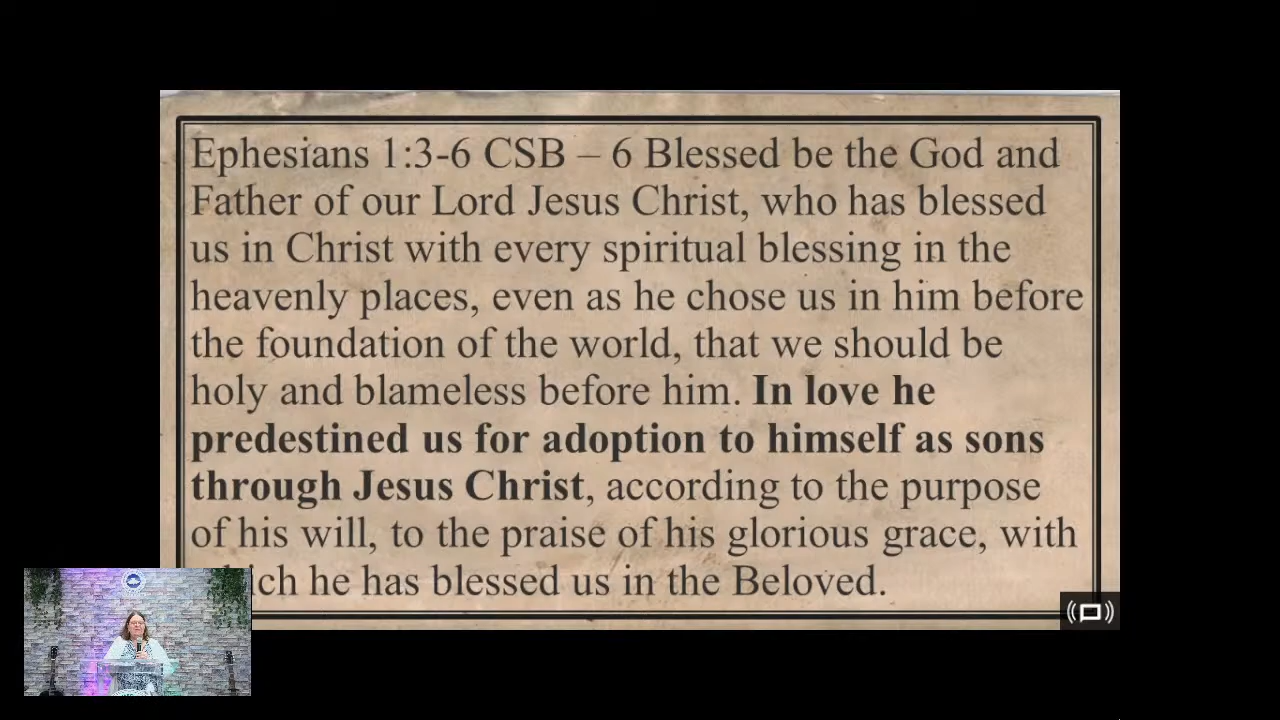 Ephesians 1:3-6 CSB – 6 Blessed be the God and
Father of our Lord Jesus Christ, who has blessed
us in Christ with every spiritual blessing in the
heavenly places, even as he chose us in him before
the foundation of the world, that we should be
holy and blameless before him. In love he
predestined us for adoption to himself as sons
through Jesus Christ, according to the purpose
of his will, to the praise of his glorious grace, with
ich he has blessed us in the Beloved.